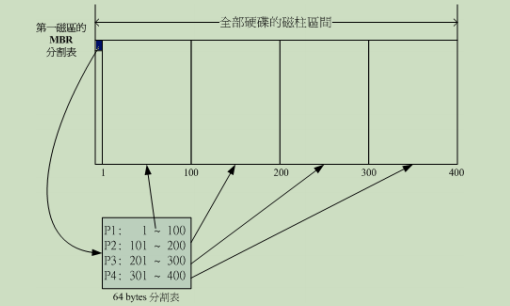 全部硬碟的磁柱區間
第一磁區的
MBR
分割表
1 100 200 300 400
P1: 1 ~ 100
P2: 101 ~ 200
P3: 201 ~ 300
P4: 301 ~ 400
64 bytes 分割表